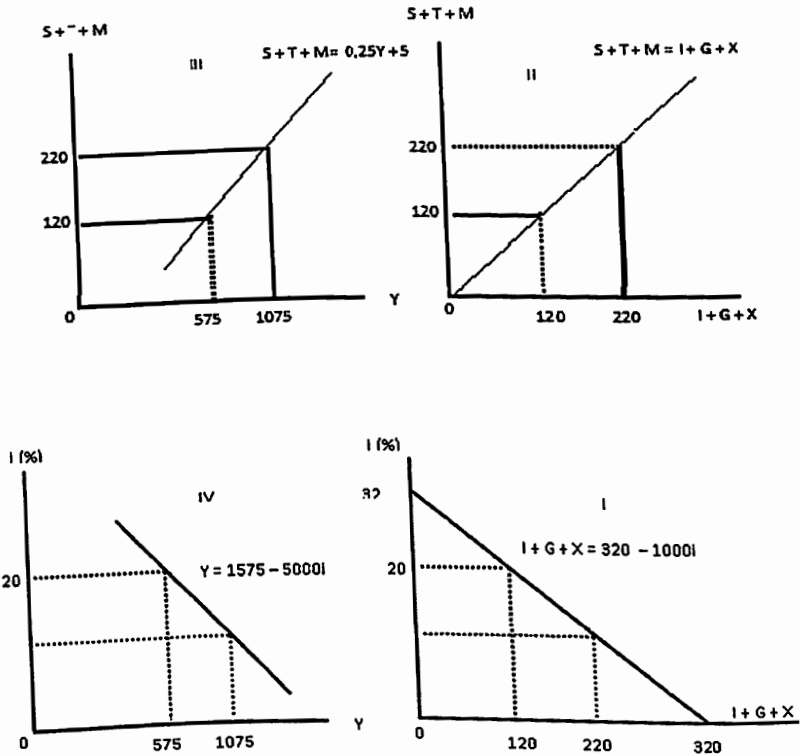 S+⁻+M
III
S+T+M= 0,25Y+5
220
120
0
575
1075
Y
S+T+M
II
S+T+M = I+G+X
220
120
0
120
220
I+G+X
I (%)
IV
Y = 1575 – 5000i
20
0
575
1075
Y
I (%)
32
I
I+G+X = 320 – 1000i
20
0
120
220
320
I+G+X